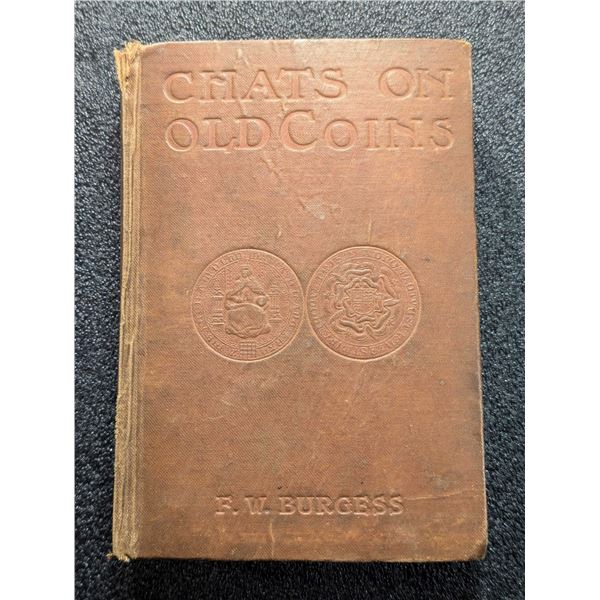 CHATS ON
OLD COINS
F. W. BURGESS